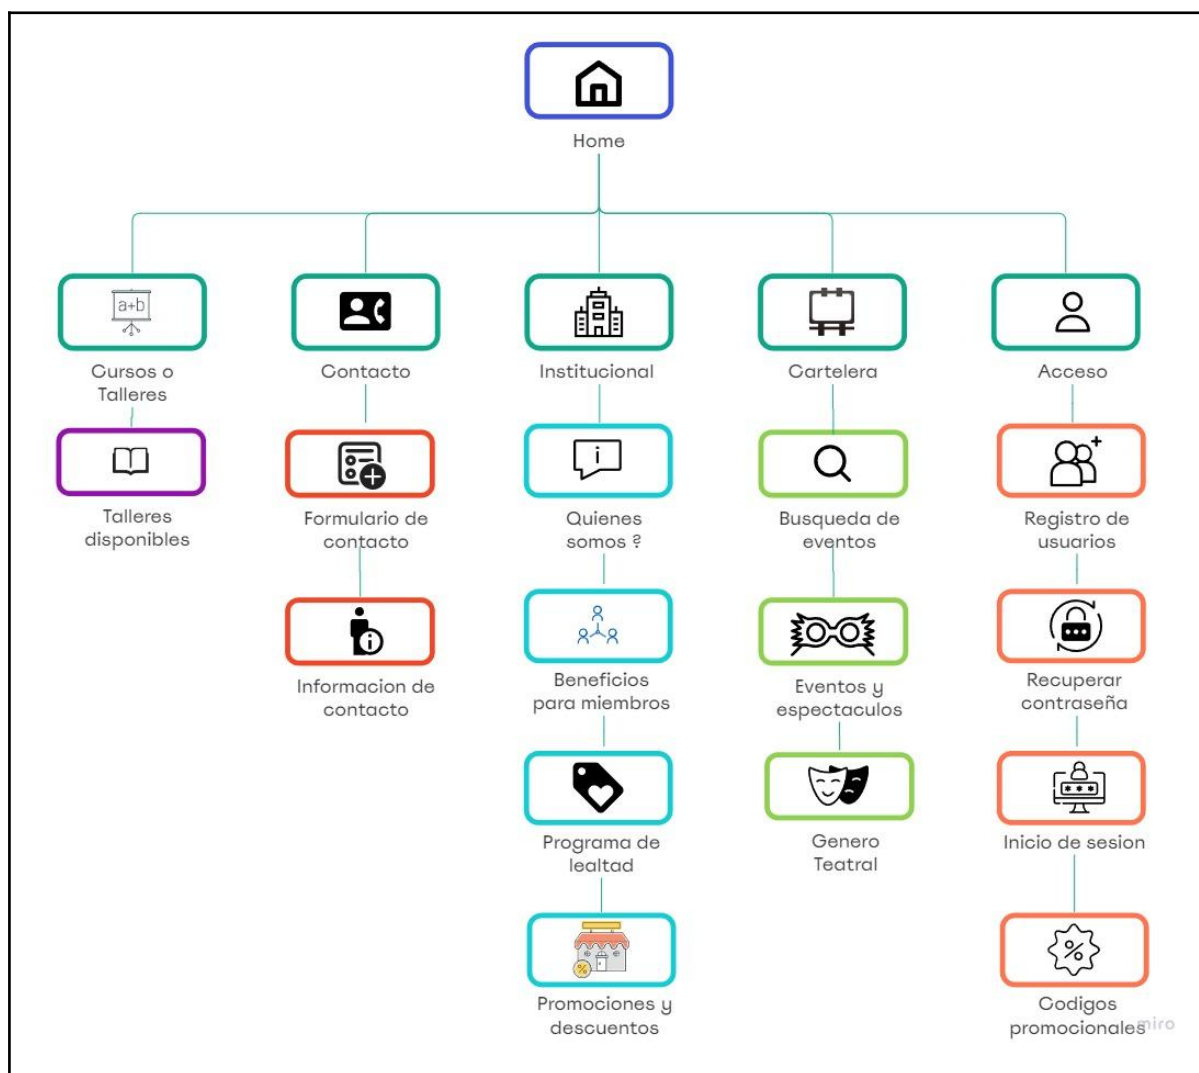 Home
a+b
Cursos o
Talleres
Contacto
Institucional
Cartelera
Acceso
Talleres
disponibles
Formulario de
contacto
Quienes
somos ?
Busqueda de
eventos
Registro de
usuarios
Informacion de
contacto
Beneficios
para miembros
Eventos y
espectaculos
Recuperar
contraseña
Programa de
lealtad
Genero
Teatral
Inicio de sesion
Promociones y
descuentos
Codigos
promocionales
miro